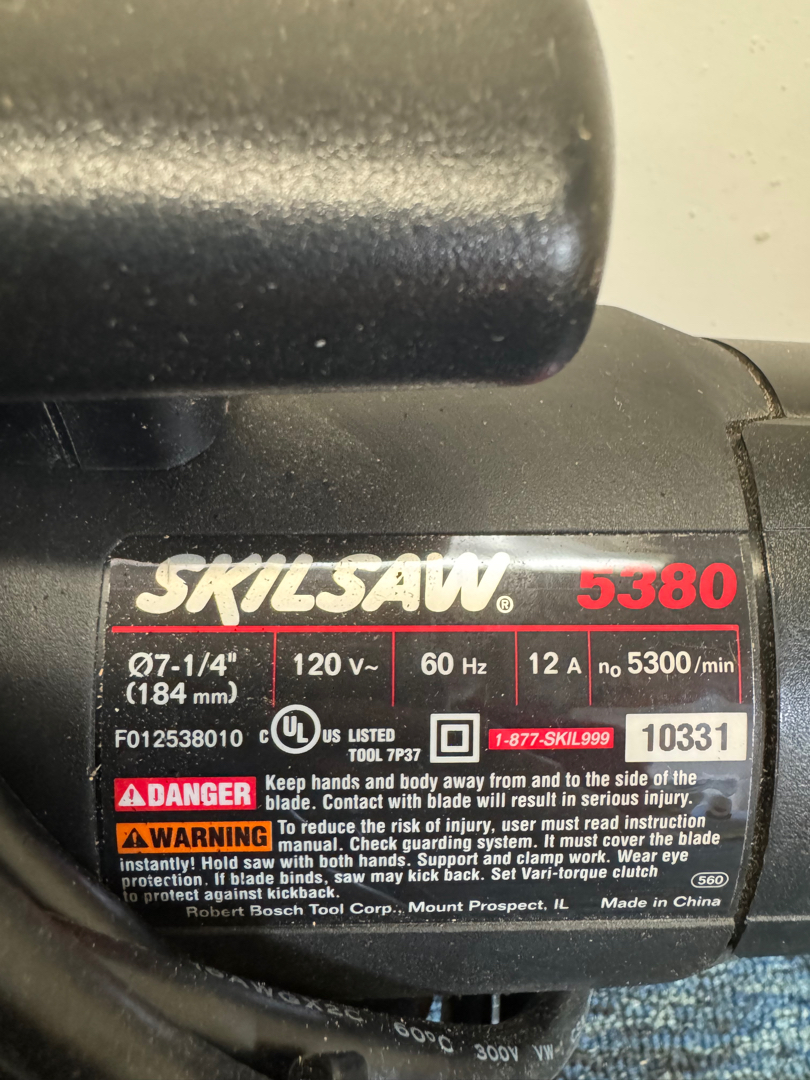 SKILSAW® 5380
Ø7-1/4" 120 V~ 60 Hz 12 A n₀ 5300/min
(184 mm)
F012538010 C UL US LISTED 1-877-SKIL999 10331
TOOL 7P37
DANGER Keep hands and body away from and to the side of the
blade. Contact with blade will result in serious injury.
WARNING To reduce the risk of injury, user must read instruction
manual. Check guarding system. It must cover the blade
instantly! Hold saw with both hands. Support and clamp work. Wear eye
protection. If blade binds, saw may kick back. Set Vari-torque clutch
to protect against kickback. 560
Robert Bosch Tool Corp., Mount Prospect, IL Made in China
60°C 300V VW